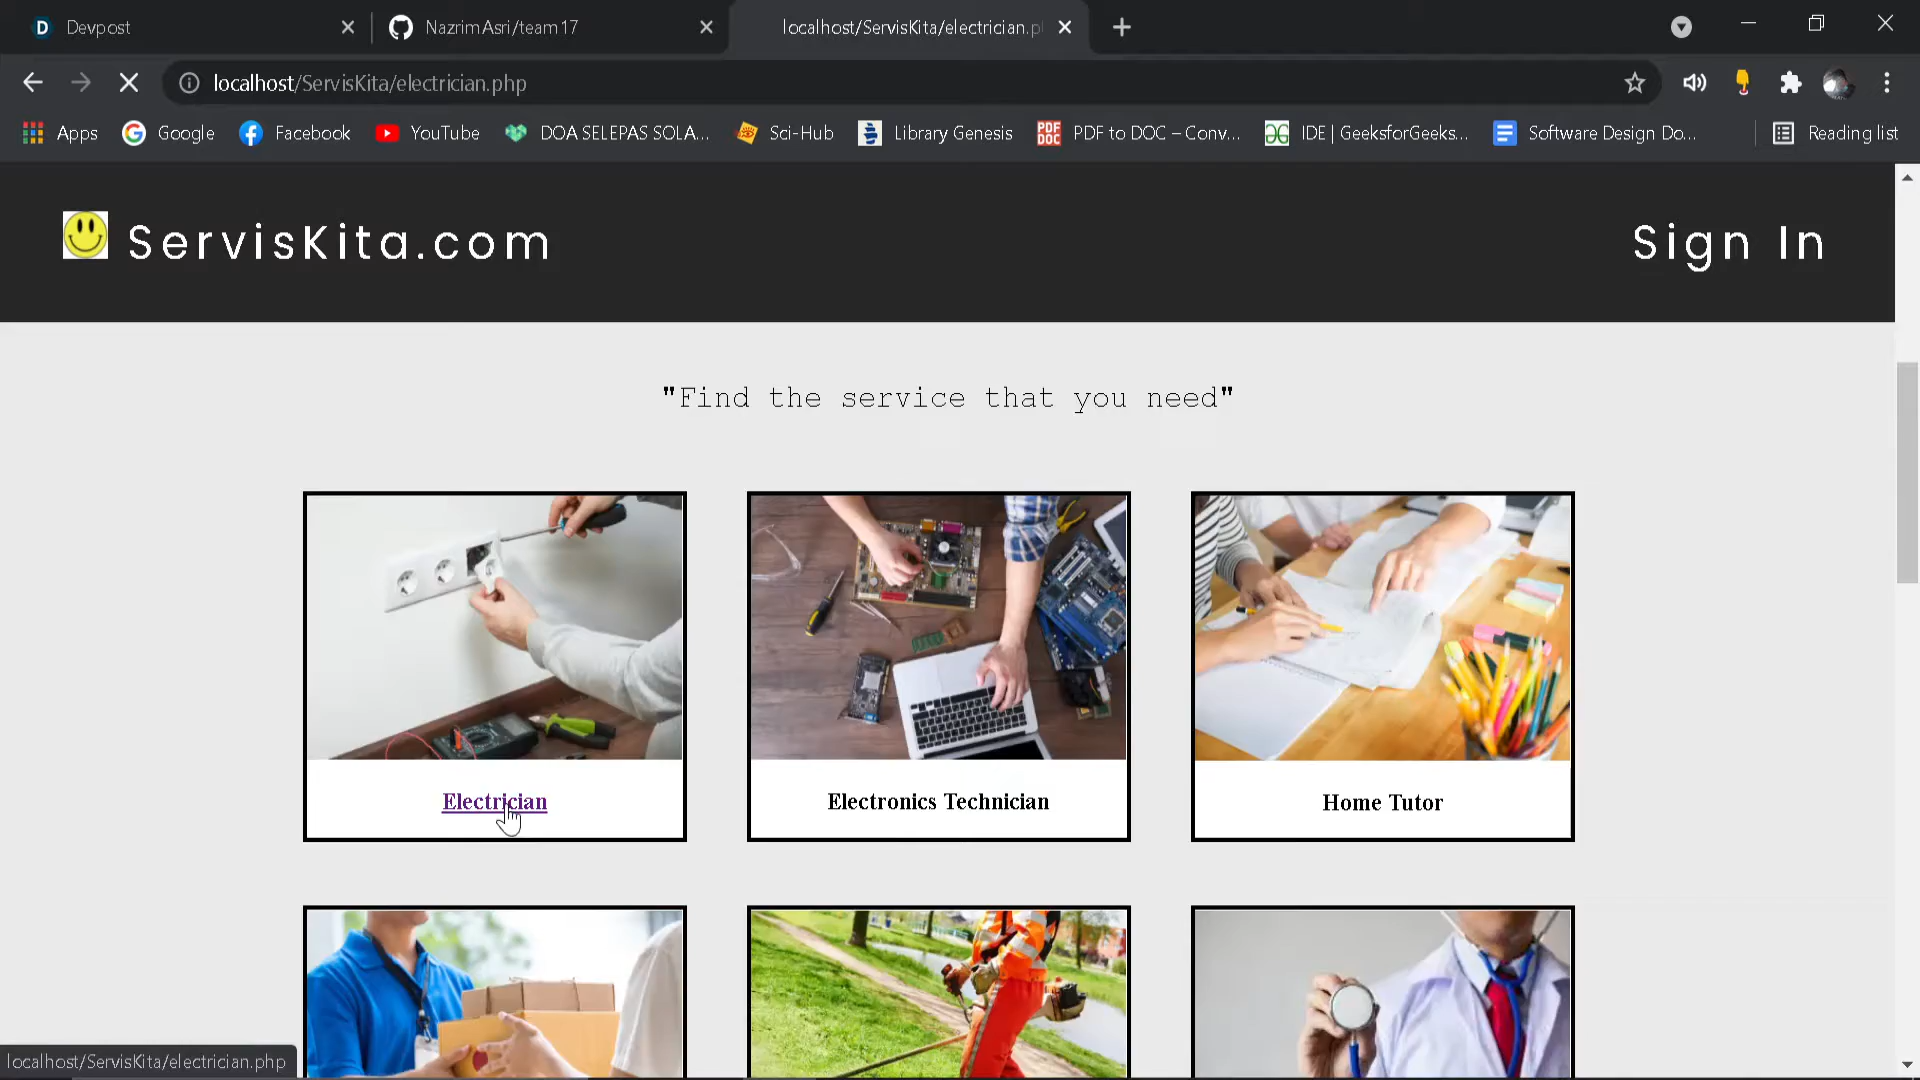 D Devpost
NazrimAsri/team17
localhost/ServisKita/electrician.p
localhost/ServisKita/electrician.php
Apps
Google
Facebook
YouTube
DOA SELEPAS SOLA...
Sci-Hub
Library Genesis
PDF DOC
PDF to DOC – Conv...
IDE | GeeksforGeeks...
Software Design Do...
Reading list
ServisKita.com
Sign In
"Find the service that you need"
Electrician
Electronics Technician
Home Tutor
localhost/ServisKita/electrician.php